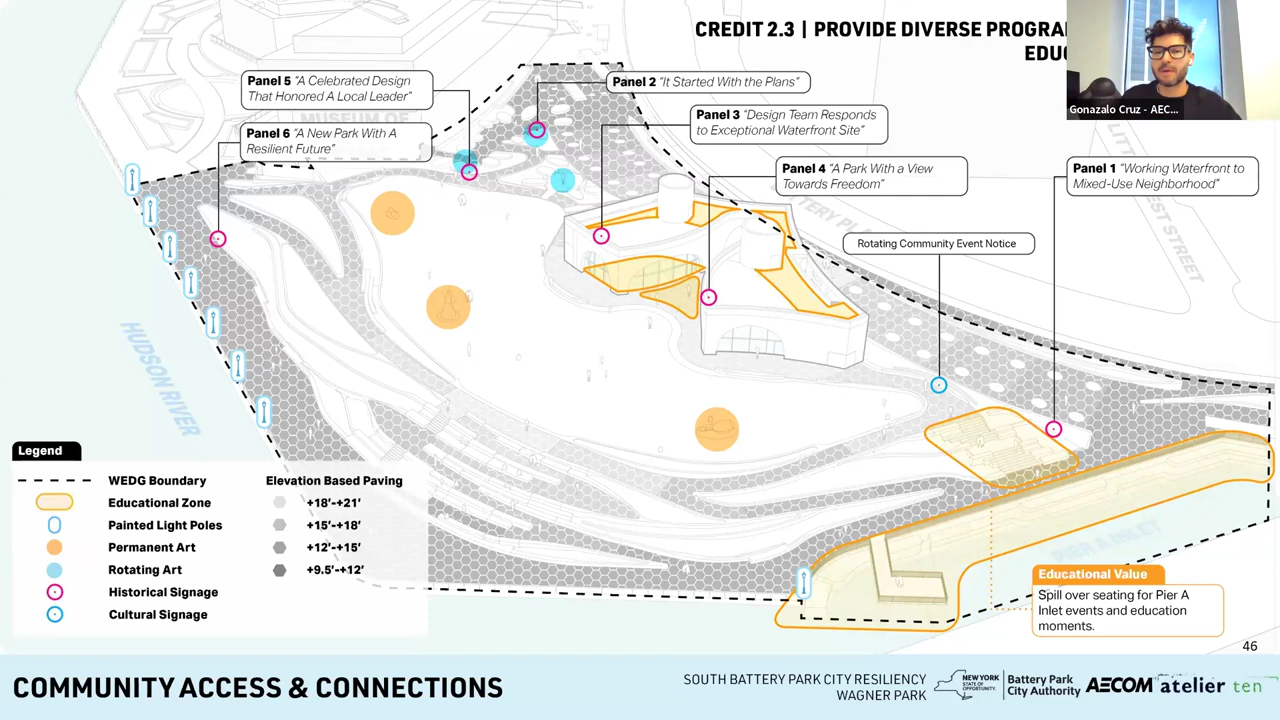 CREDIT 2.3 | PROVIDE DIVERSE PROGRA
EDUC
Gonazalo Cruz - AEC...
Panel 5 "A Celebrated Design
That Honored A Local Leader"
Panel 2 "It Started With the Plans"
Panel 3 "Design Team Responds
to Exceptional Waterfront Site"
Panel 6 "A New Park With A
Resilient Future"
Panel 4 "A Park With a View
Towards Freedom"
Panel 1 "Working Waterfront to
Mixed-Use Neighborhood"
Rotating Community Event Notice
HUDSON RIVER
PIER A INLET
Legend
WEDG Boundary
Educational Zone
Painted Light Poles
Permanent Art
Rotating Art
Historical Signage
Cultural Signage
Elevation Based Paving
+18'-+21'
+15'-+18'
+12'-+15'
+9.5'-+12'
Educational Value
Spill over seating for Pier A
Inlet events and education
moments.
46
COMMUNITY ACCESS & CONNECTIONS
SOUTH BATTERY PARK CITY RESILIENCY
WAGNER PARK
NEW YORK
STATE OF
OPPORTUNITY.
Battery Park
City Authority
AECOM
atelier ten